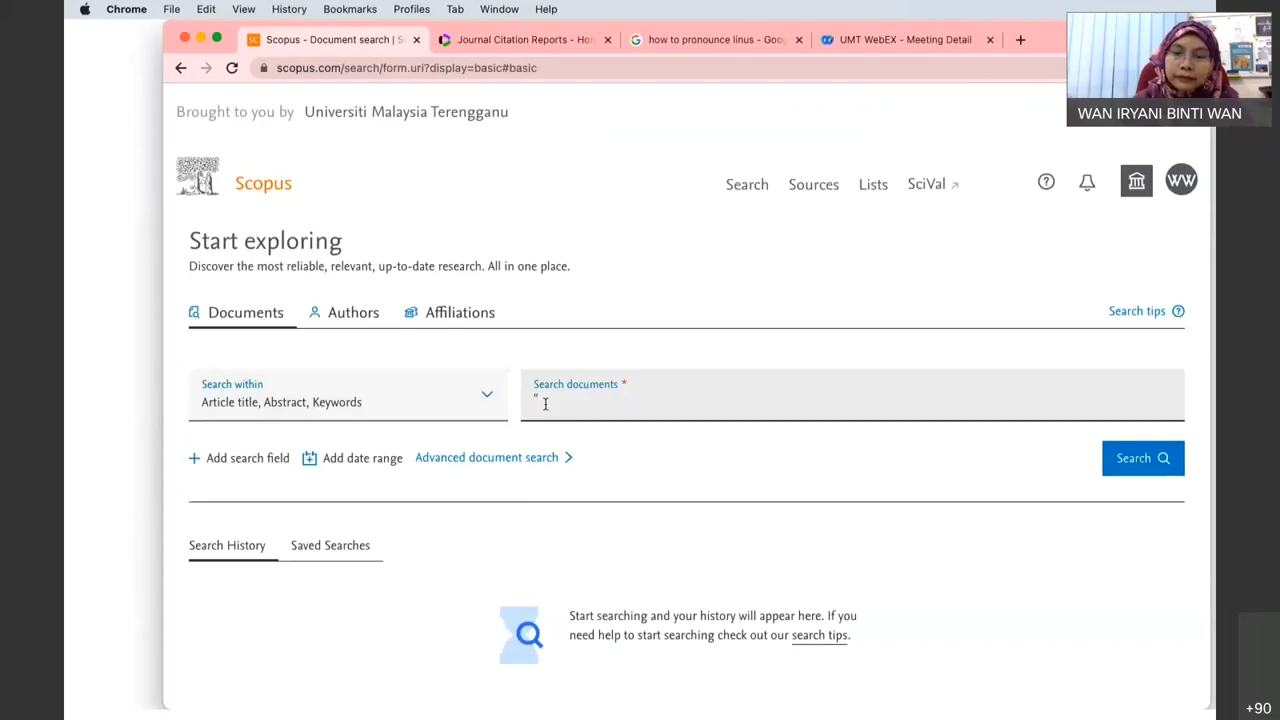 Chrome File Edit View History Bookmarks Profiles Tab Window Help
Scopus - Document search | S
Journal Citation
how to pronounce linus - Goo
UMT WebEX - Meeting Detail
scopus.com/search/form.uri?display=basic#basic
WAN IRYANI BINTI WAN
Brought to you by Universiti Malaysia Terengganu
Scopus
Search Sources Lists SciVal
WW
Start exploring
Discover the most reliable, relevant, up-to-date research. All in one place.
Documents Authors Affiliations
Search tips
Search within
Article title, Abstract, Keywords
Search documents *
"
Add search field Add date range Advanced document search
Search
Search History Saved Searches
Start searching and your history will appear here. If you
need help to start searching check out our search tips.
+90